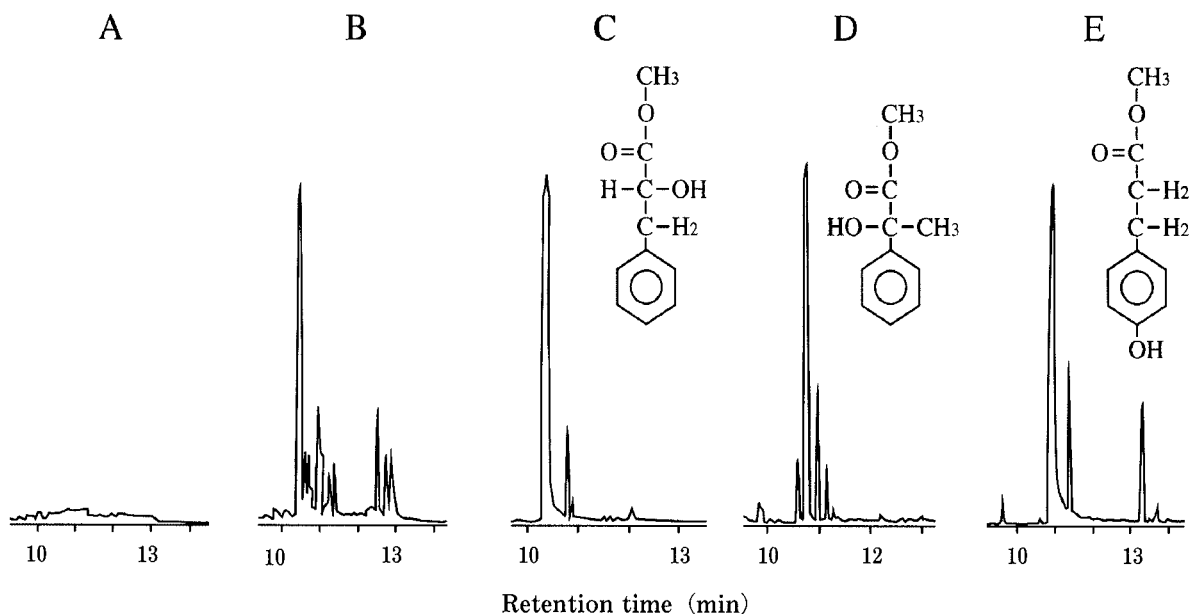 A B C D E
CH3
O
O=C
H-C-OH
C-H2
CH3
O
O=C
HO-C-CH3
CH3
O
O=C
C-H2
C-H2
OH
10 13
10 13
10 13
10 12
10 13
Retention time (min)